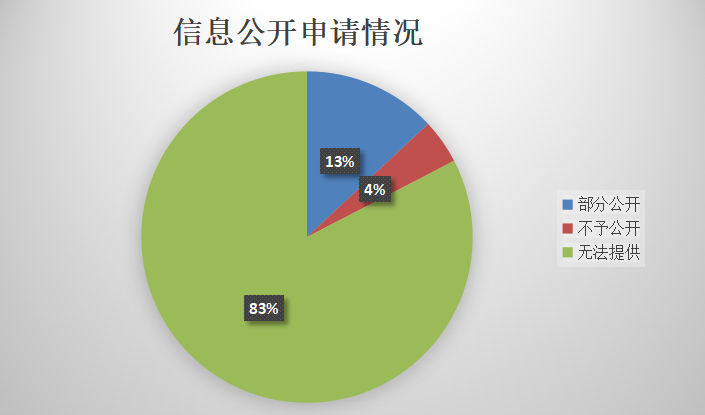 信息公开申请情况
13%
4%
83%
部分公开
不予公开
无法提供